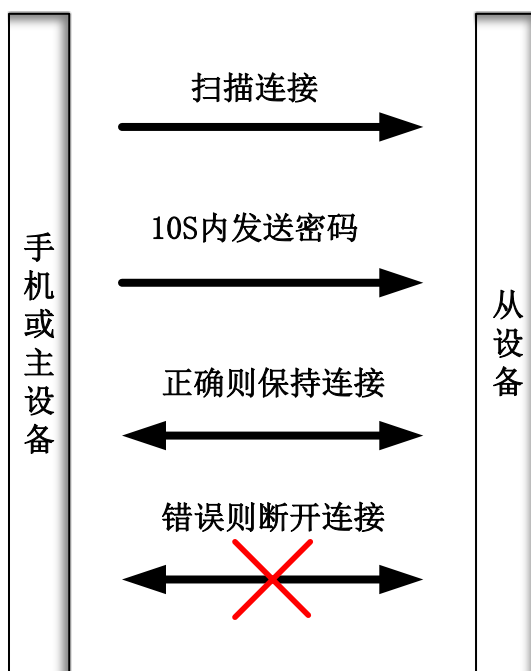 扫描连接
10S内发送密码
手机或主设备
从设备
正确则保持连接
错误则断开连接